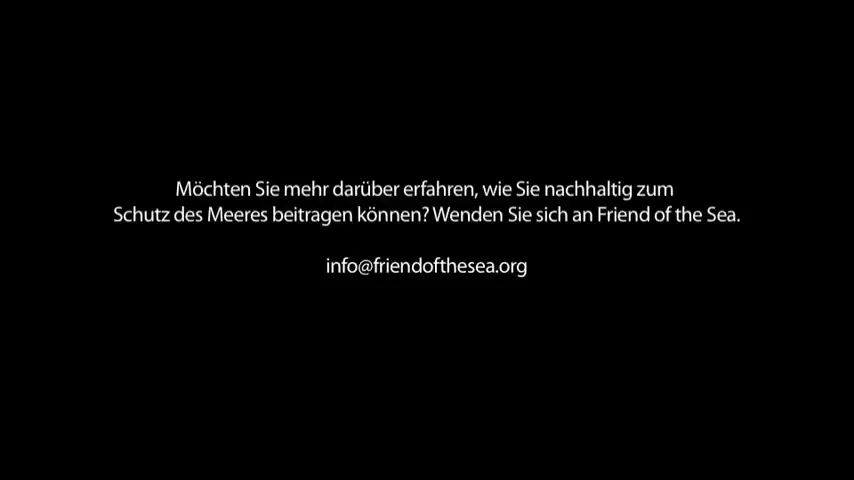 Möchten Sie mehr darüber erfahren, wie Sie nachhaltig zum
Schutz des Meeres beitragen können? Wenden Sie sich an Friend of the Sea.
info@friendofthesea.org